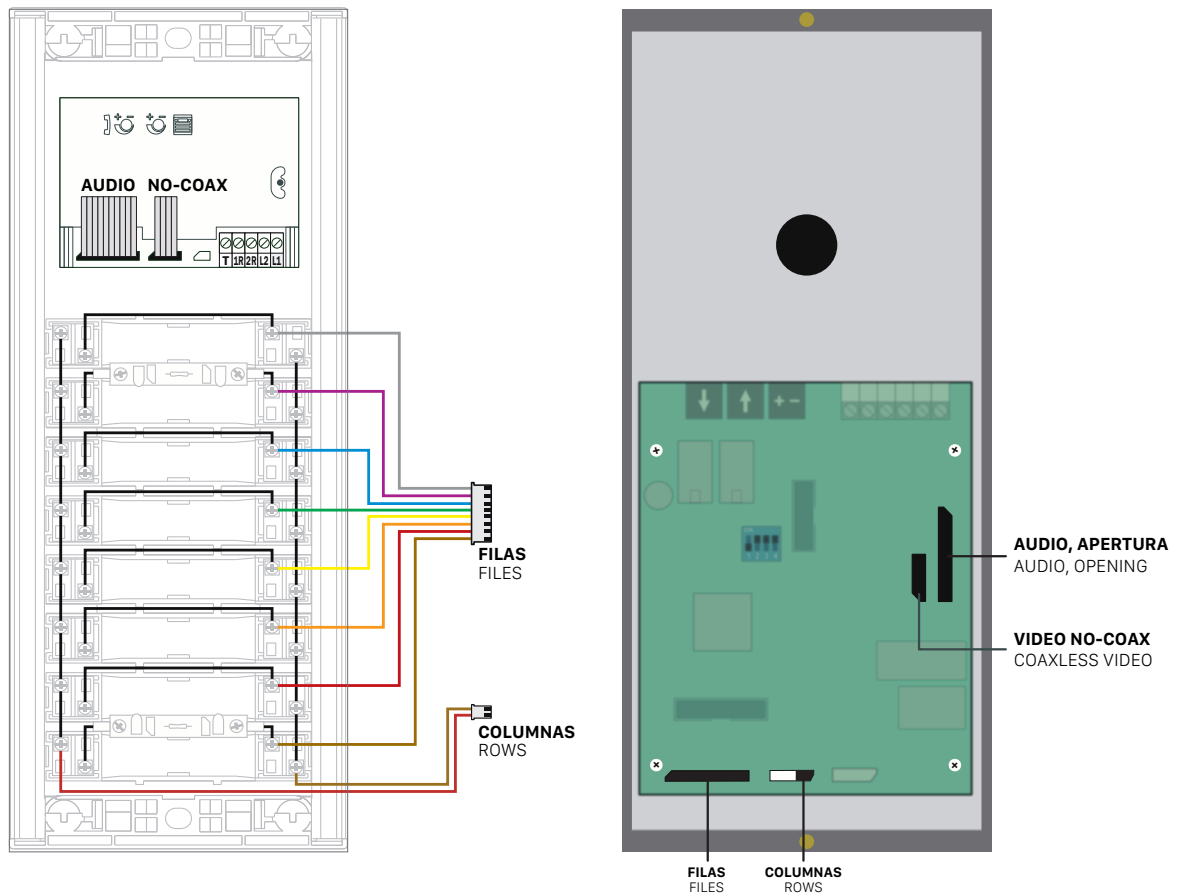 AUDIO NO-COAX
T 1R 2R L2 L1
FILAS
FILES
COLUMNAS
ROWS
AUDIO, APERTURA
AUDIO, OPENING
VIDEO NO-COAX
COAXLESS VIDEO
FILAS
FILES
COLUMNAS
ROWS